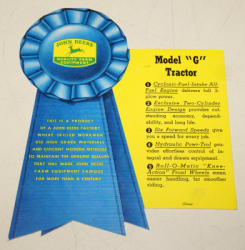 JOHN DEERE
QUALITY FARM
EQUIPMENT
THIS IS A PRODUCT
OF A JOHN DEERE FACTORY
WHERE SKILLED WORKMEN
USE HIGH GRADE MATERIALS
AND EFFICIENT MODERN METHODS
TO MAINTAIN THE GENUINE QUALITY
THAT HAS MADE JOHN DEERE
FARM EQUIPMENT FAMOUS
FOR MORE THAN A CENTURY
Model "G"
Tractor
1 Cyclonic-Fuel-Intake All-
Fuel Engine delivers full 3-
plow power.
2 Exclusive Two-Cylinder
Engine Design provides out-
standing economy, depend-
ability, and long life.
3 Six Forward Speeds give
you a speed for every job.
4 Hydraulic Powr-Trol pro-
vides effortless control of in-
tegral and drawn equipment.
5 Roll-O-Matic "Knee-
Action" Front Wheels mean
easier handling, far smoother
riding.